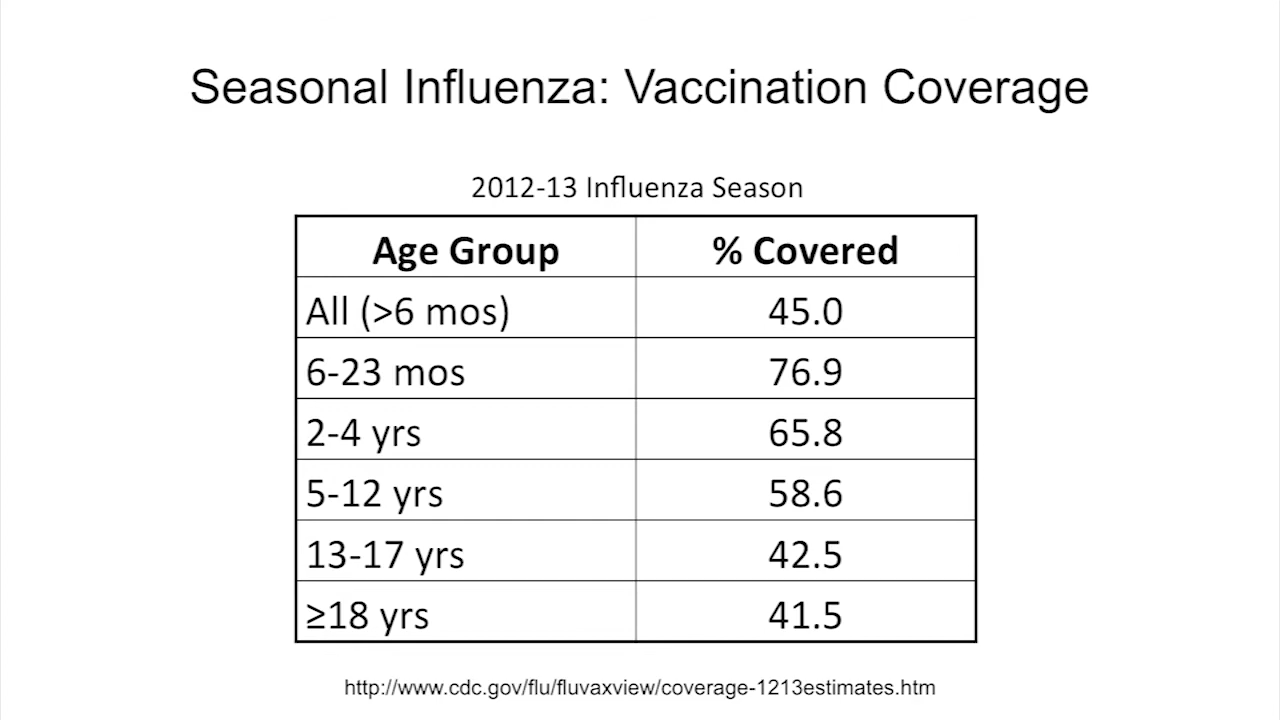 Seasonal Influenza: Vaccination Coverage
2012-13 Influenza Season
Age Group % Covered
All (>6 mos) 45.0
6-23 mos 76.9
2-4 yrs 65.8
5-12 yrs 58.6
13-17 yrs 42.5
≥18 yrs 41.5
http://www.cdc.gov/flu/fluvaxview/coverage-1213estimates.htm